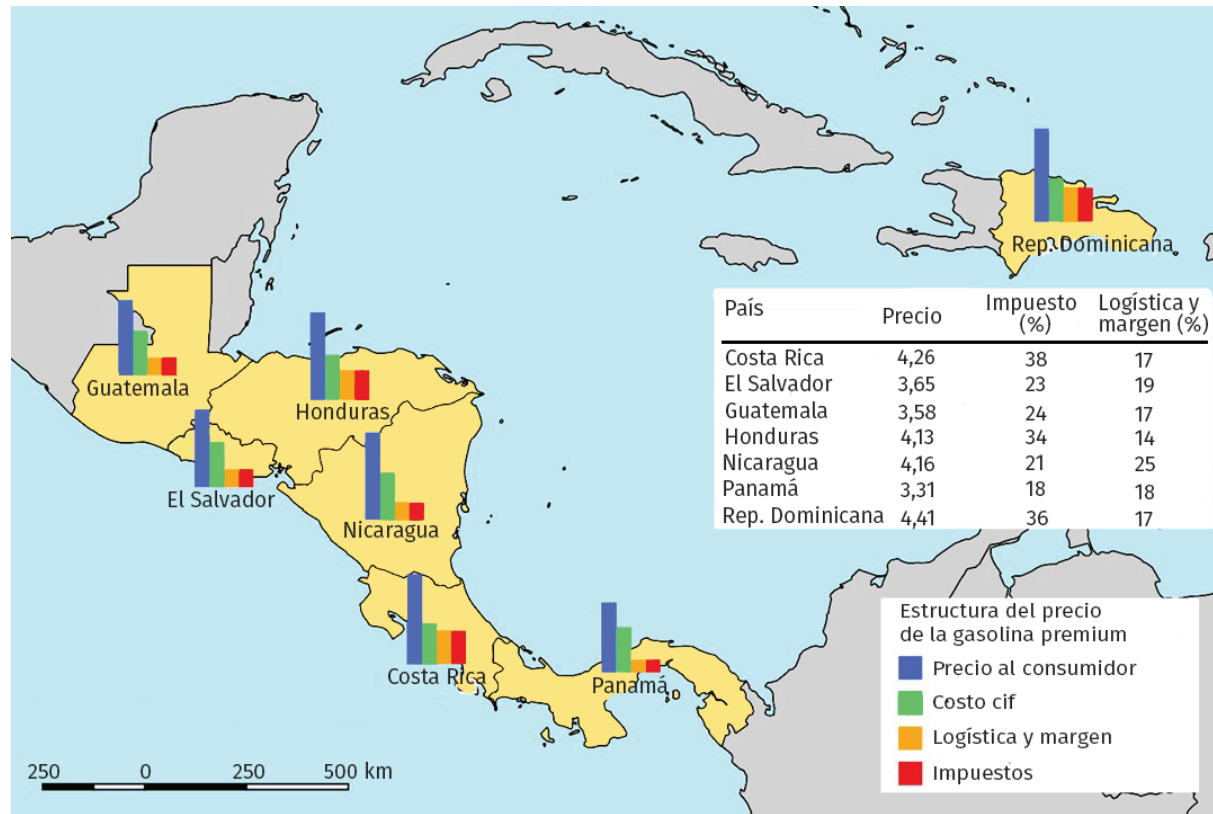 Rep. Dominicana
Guatemala
Honduras
El Salvador
Nicaragua
Costa Rica
Panamá
País Precio Impuesto (%) Logística y margen (%)
Costa Rica 4,26 38 17
El Salvador 3,65 23 19
Guatemala 3,58 24 17
Honduras 4,13 34 14
Nicaragua 4,16 21 25
Panamá 3,31 18 18
Rep. Dominicana 4,41 36 17
Estructura del precio
de la gasolina premium
Precio al consumidor
Costo cif
Logística y margen
Impuestos
250 0 250 500 km